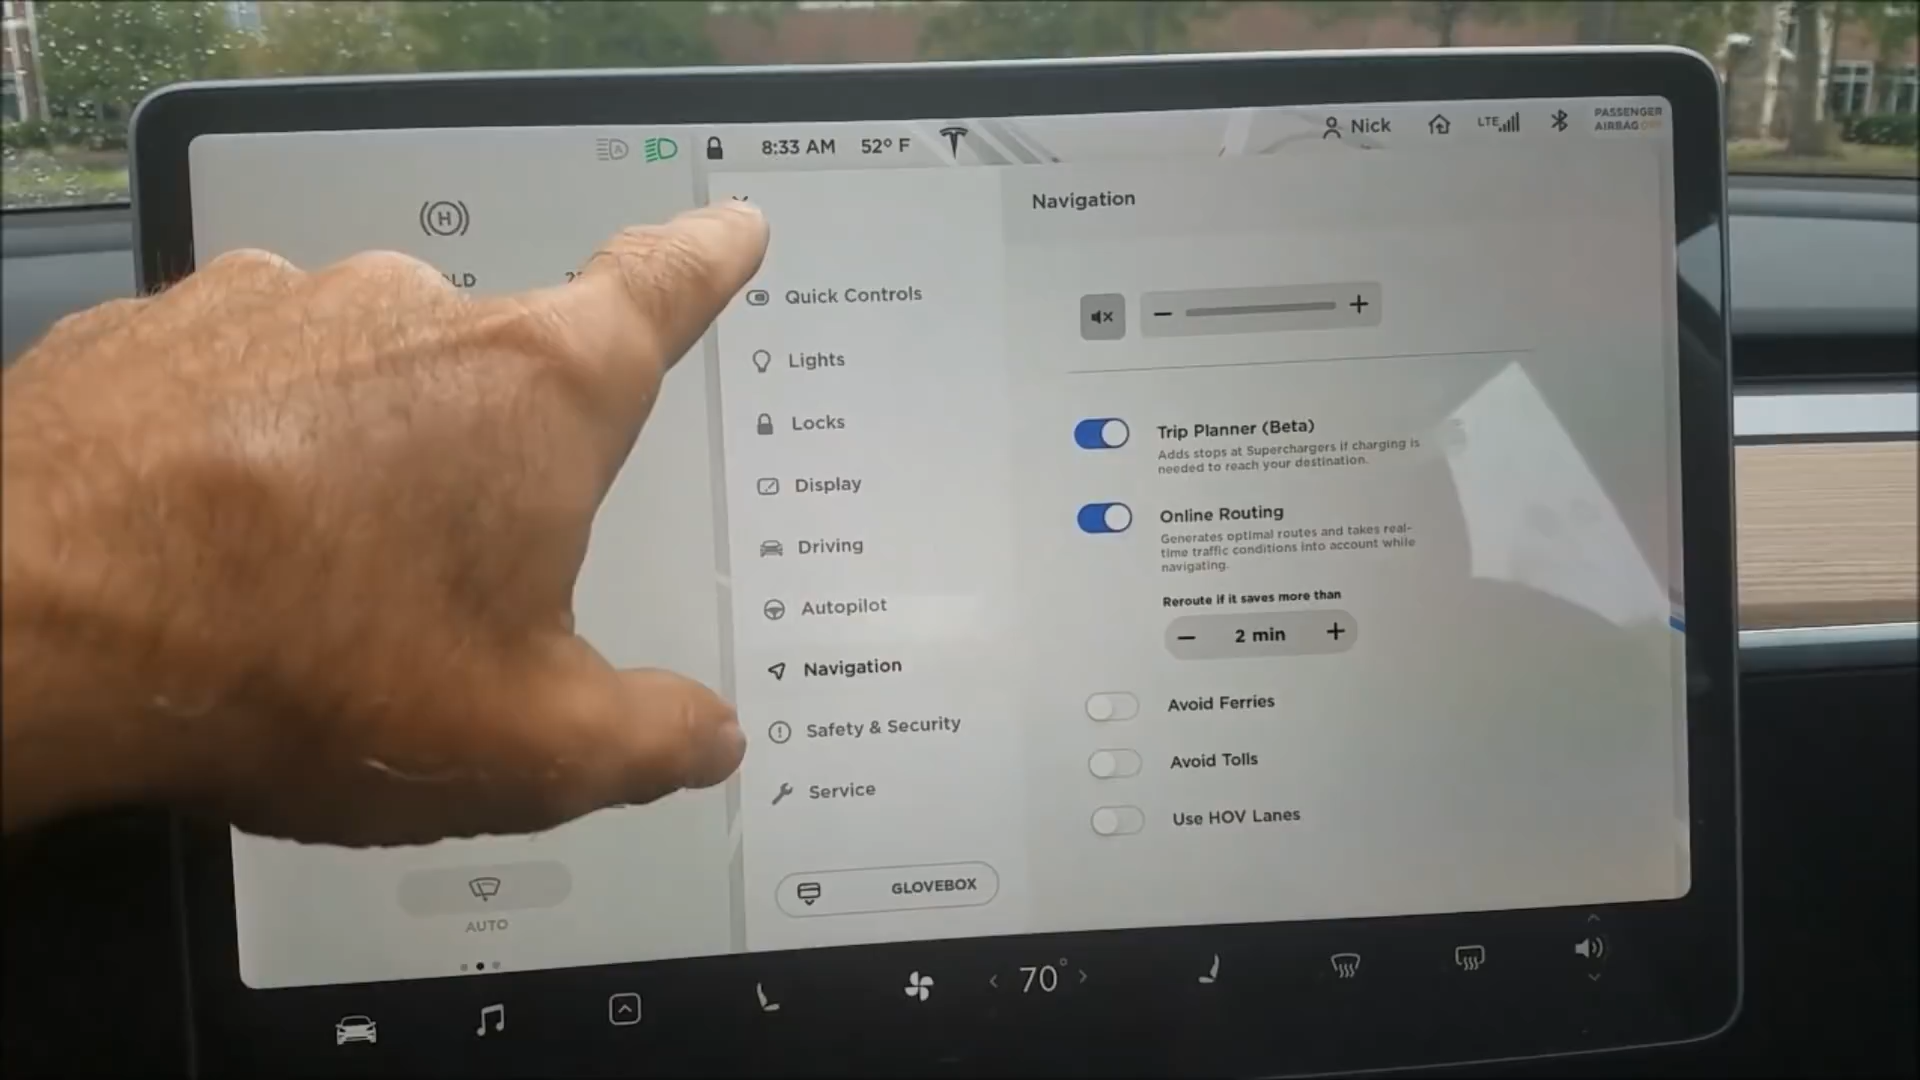 8:33 AM
52° F
Nick
LTE
PASSENGER
AIRBAG
H
Navigation
Quick Controls
Lights
Locks
Display
Driving
Autopilot
Navigation
Safety & Security
Service
GLOVEBOX
Trip Planner (Beta)
Adds stops at Superchargers if charging is
needed to reach your destination.
Online Routing
Generates optimal routes and takes real-
time traffic conditions into account while
navigating.
Reroute if it saves more than
− 2 min +
Avoid Ferries
Avoid Tolls
Use HOV Lanes
AUTO
< 70° >